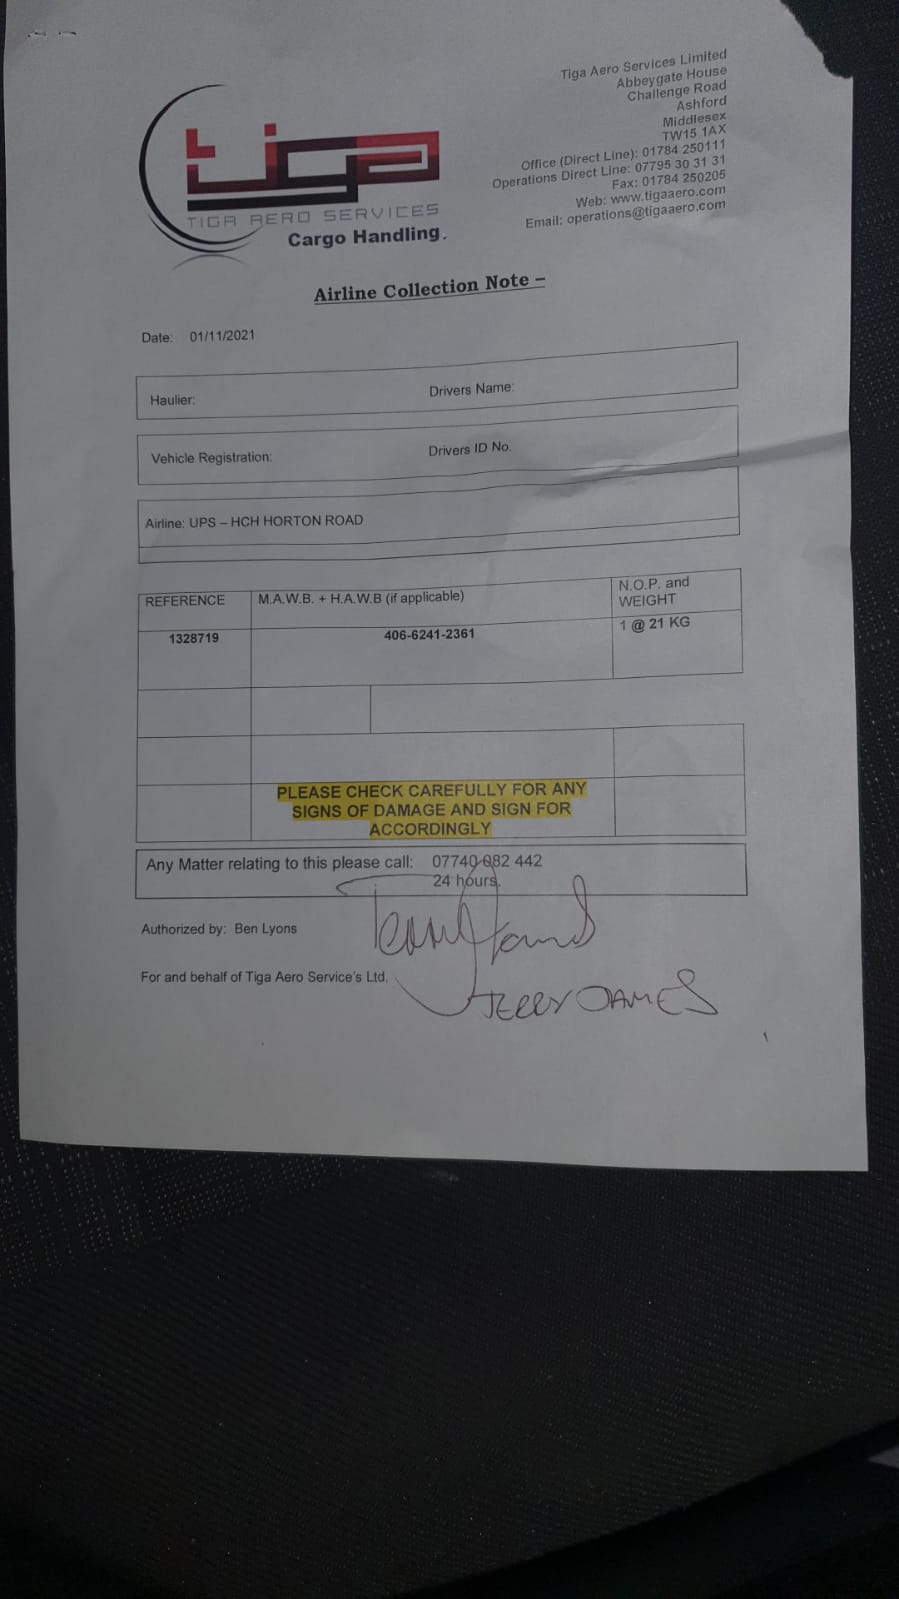 Tiga Aero Services Limited
Abbeygate House
Challenge Road
Ashford
Middlesex
TW15 1AX
Office (Direct Line): 01784 250111
Operations Direct Line: 07795 30 31 31
Fax: 01784 250205
Web: www.tigaaero.com
Email: operations@tigaaero.com
tiga
TIGA AERO SERVICES
Cargo Handling.
Airline Collection Note –
Date: 01/11/2021
Haulier: Drivers Name:
Vehicle Registration: Drivers ID No.
Airline: UPS – HCH HORTON ROAD
REFERENCE M.A.W.B. + H.A.W.B (if applicable) N.O.P. and
WEIGHT
1328719 406-6241-2361 1 @ 21 KG
PLEASE CHECK CAREFULLY FOR ANY
SIGNS OF DAMAGE AND SIGN FOR
ACCORDINGLY
Any Matter relating to this please call: 07740 082 442
24 hours.
Authorized by: Ben Lyons
For and behalf of Tiga Aero Service's Ltd.
JERRY JAMES